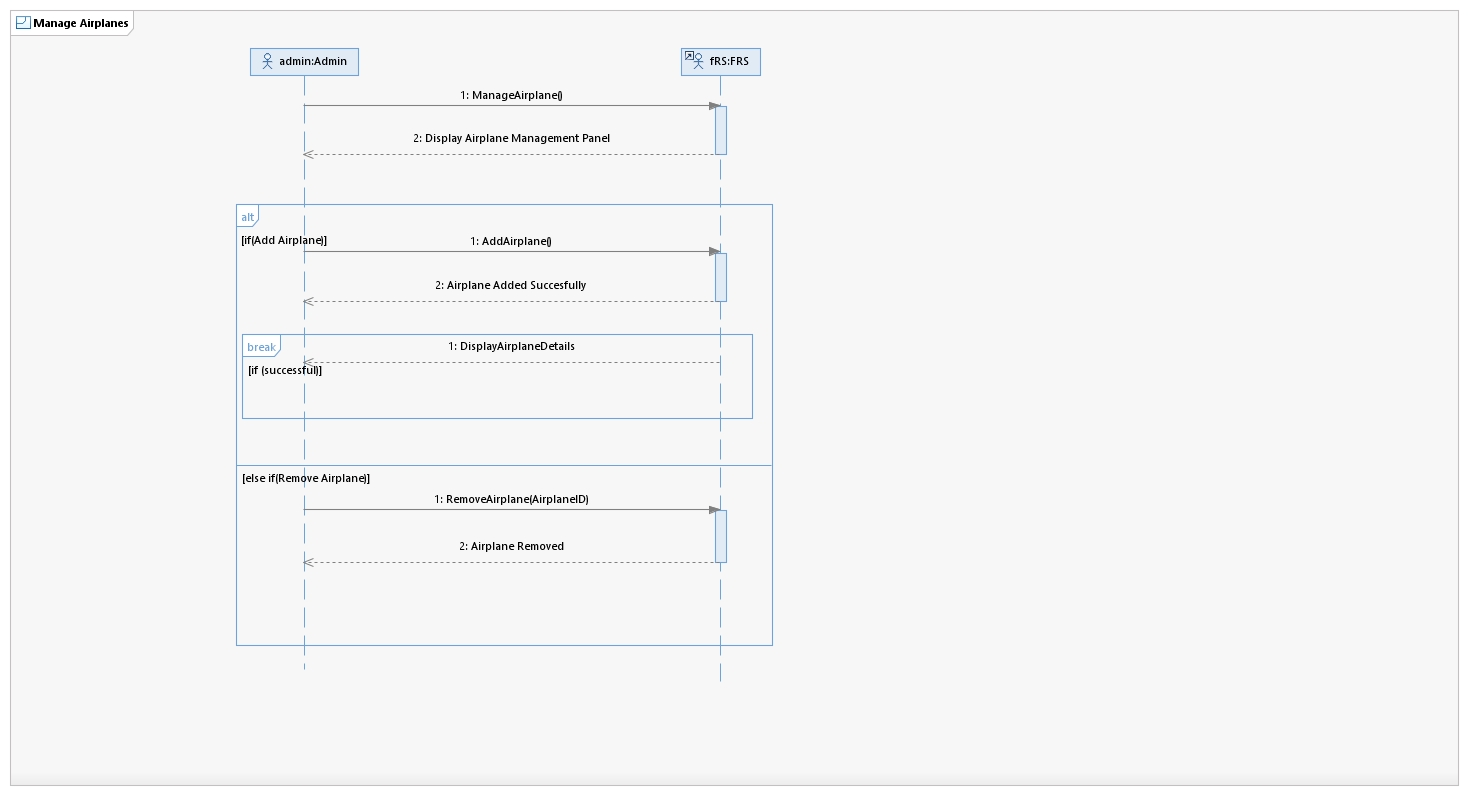 Manage Airplanes
admin:Admin
fRS:FRS
1: ManageAirplane()
2: Display Airplane Management Panel
alt
[if(Add Airplane)]
1: AddAirplane()
2: Airplane Added Succesfully
break
1: DisplayAirplaneDetails
[if (successful)]
[else if(Remove Airplane)]
1: RemoveAirplane(AirplaneID)
2: Airplane Removed